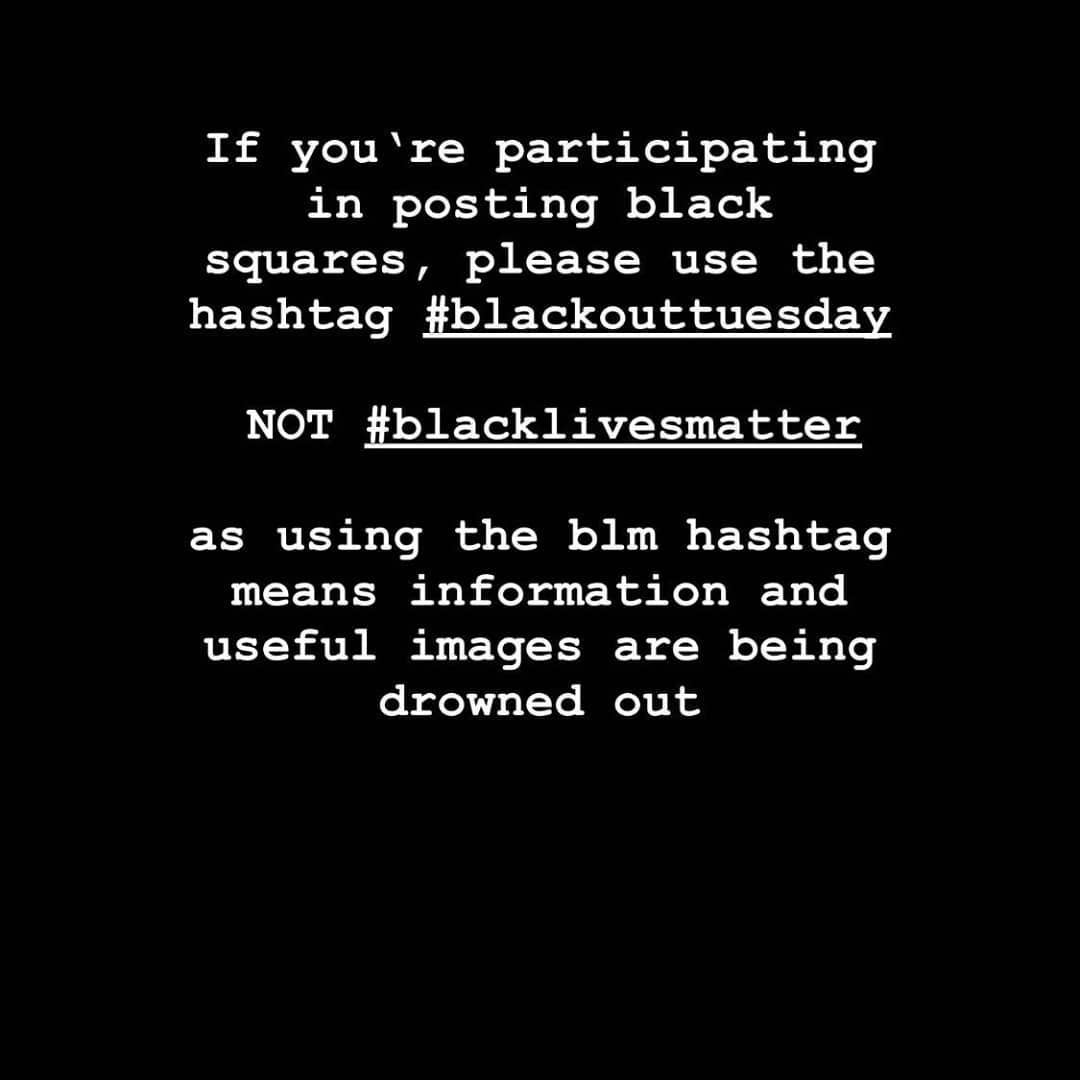 If you‘re participating
in posting black
squares, please use the
hashtag #blackouttuesday
NOT #blacklivesmatter
as using the blm hashtag
means information and
useful images are being
drowned out